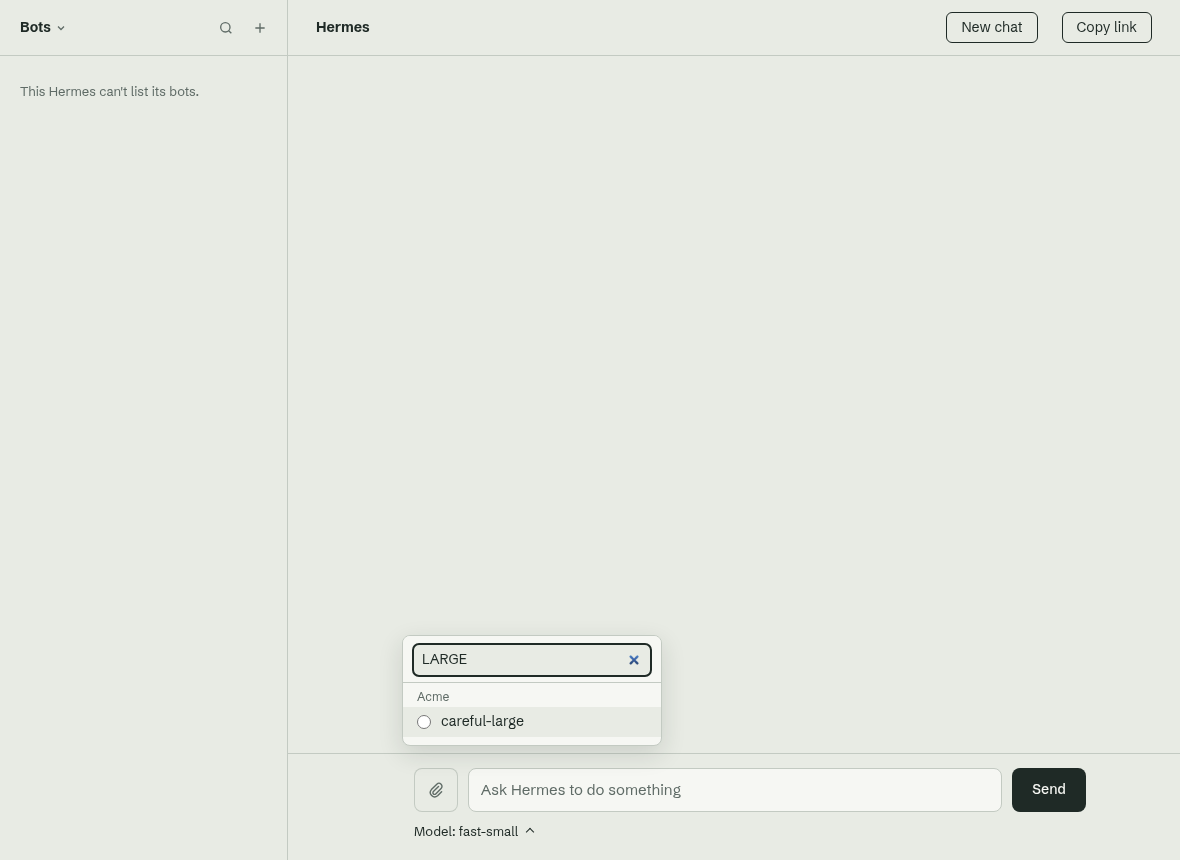 Bots
Hermes
New chat
Copy link
This Hermes can't list its bots.
LARGE
Acme
careful-large
Ask Hermes to do something
Send
Model: fast-small